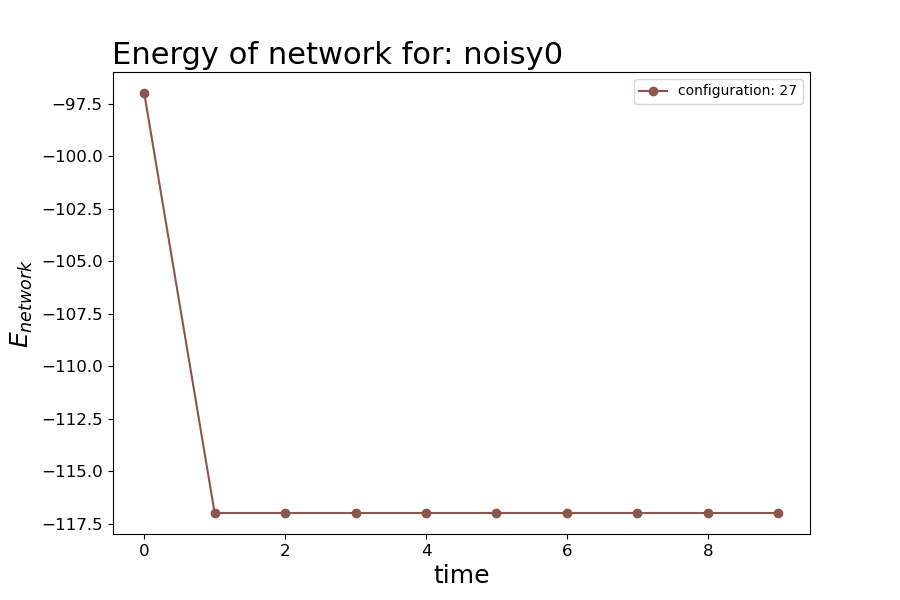 Energy of network for: noisy0
configuration: 27
E_network
−97.5
−100.0
−102.5
−105.0
−107.5
−110.0
−112.5
−115.0
−117.5
0 2 4 6 8
time